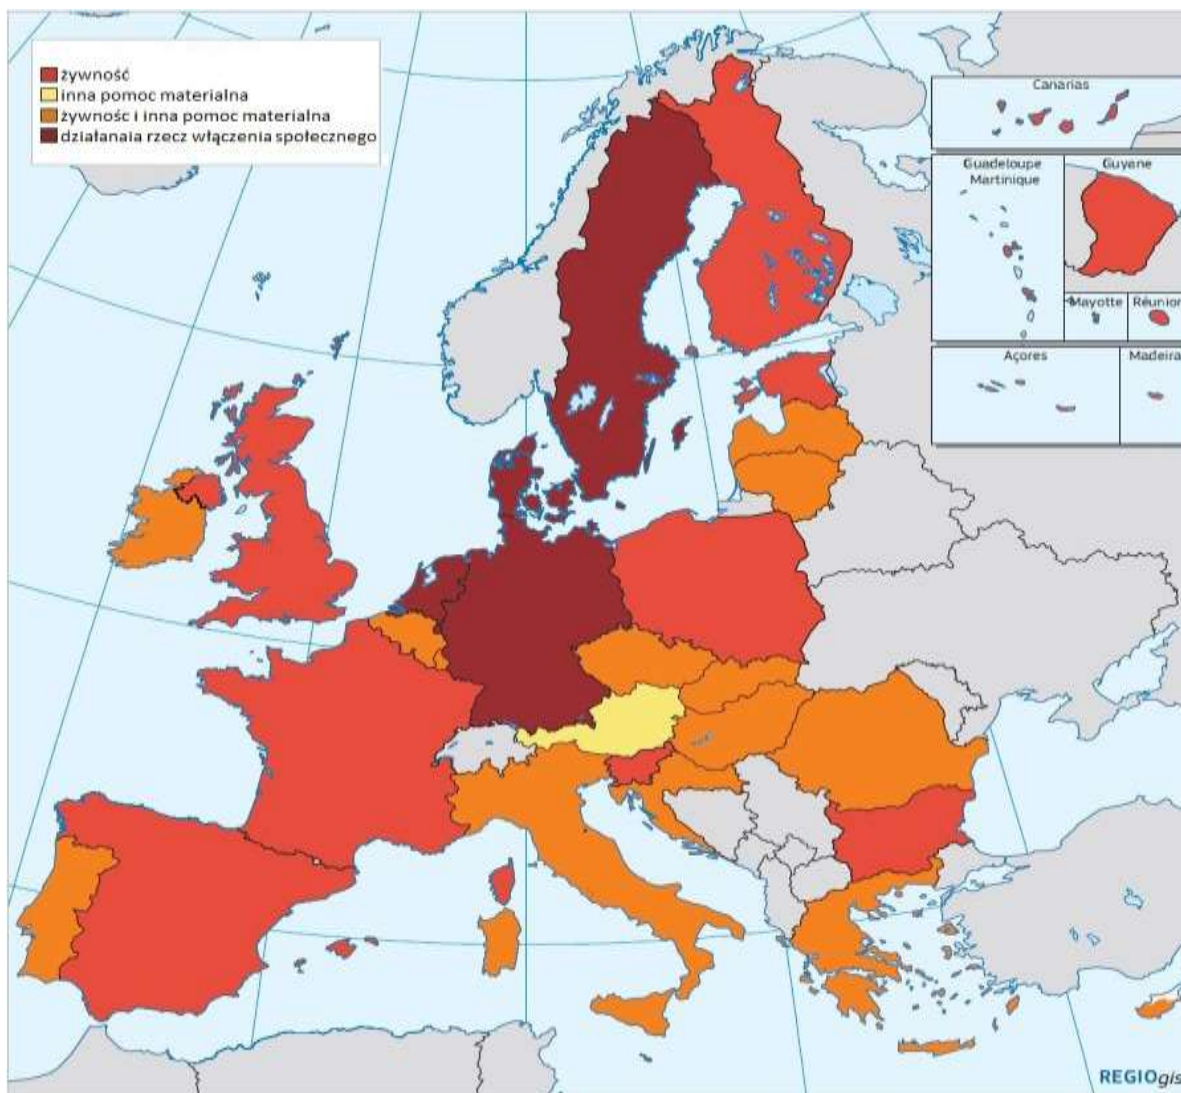 żywność
inna pomoc materialna
żywnośc i inna pomoc materialna
działanaia rzecz włączenia społecznego
Canarias
Guadeloupe
Martinique
Guyane
Mayotte
Réunion
Açores
Madeira
REGIOgis